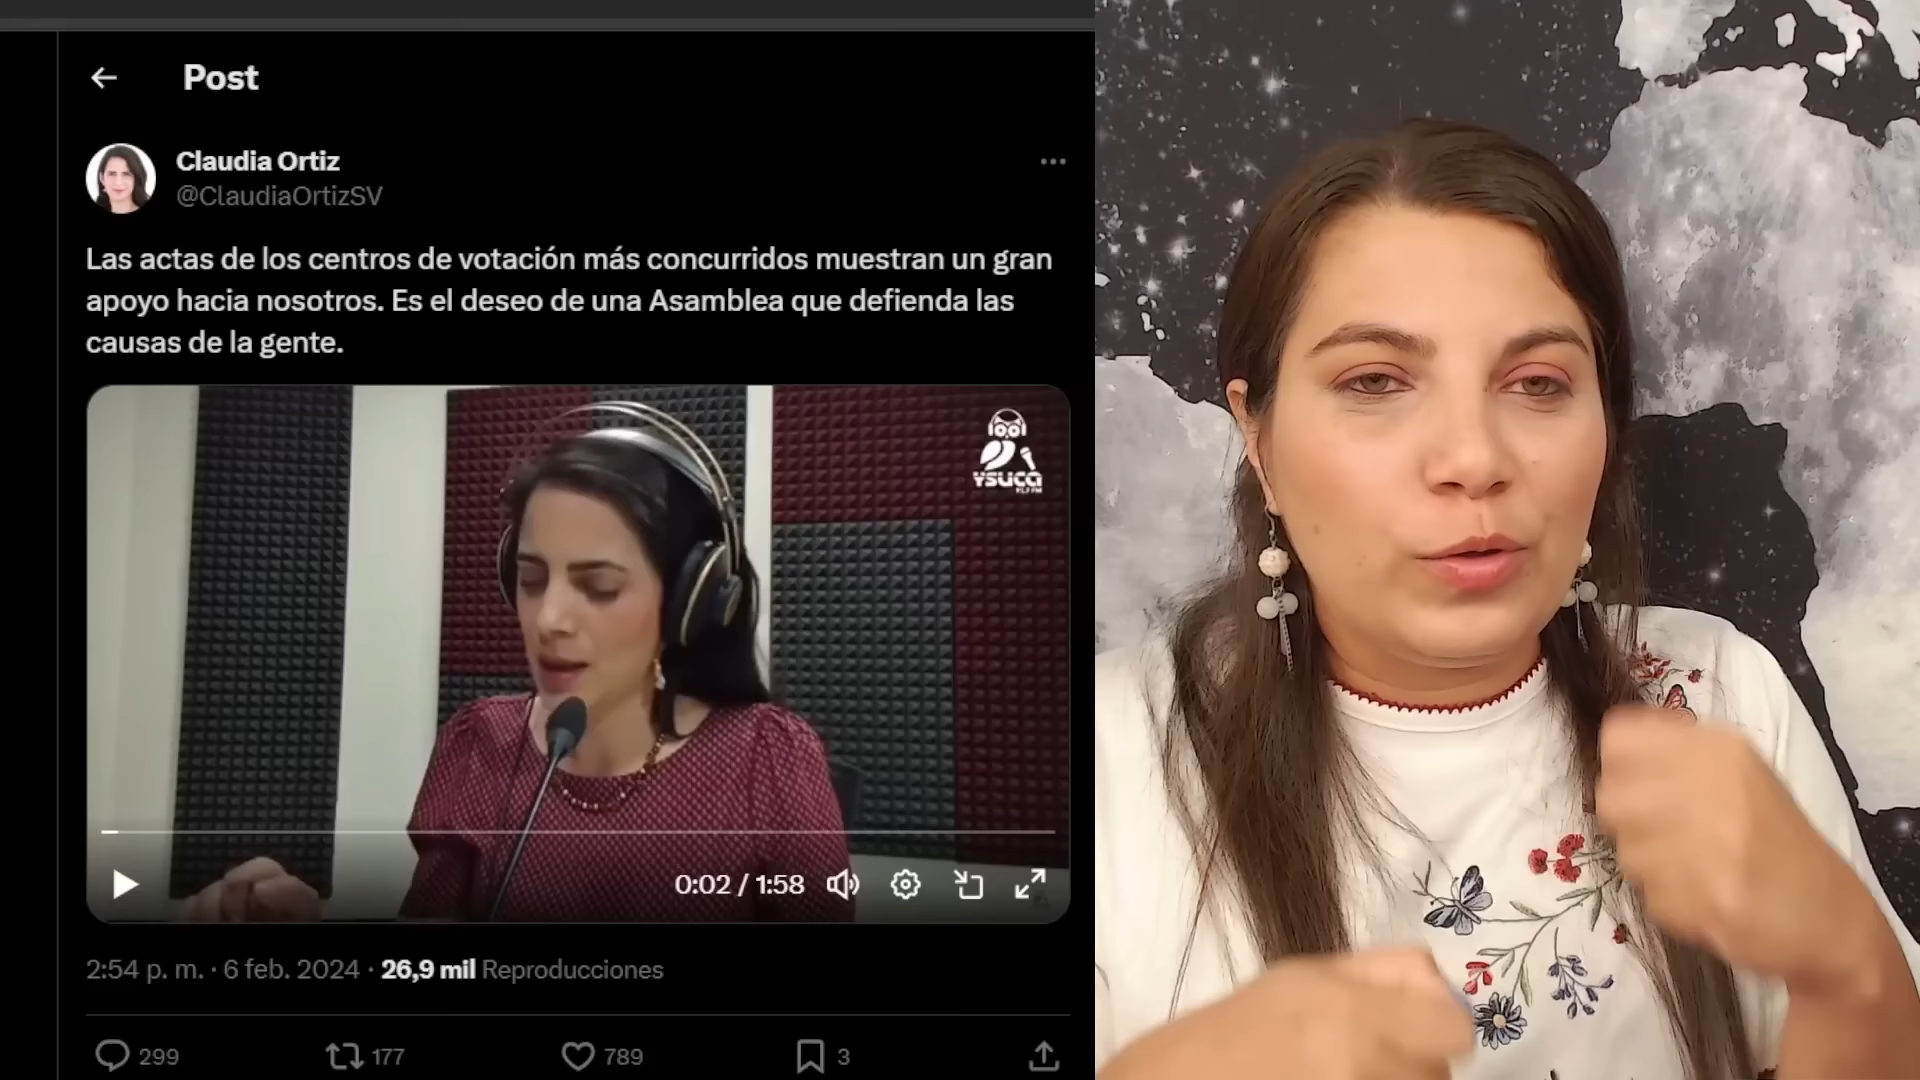 Post
Claudia Ortiz
@ClaudiaOrtizSV
Las actas de los centros de votación más concurridos muestran un gran
apoyo hacia nosotros. Es el deseo de una Asamblea que defienda las
causas de la gente.
YSUCA
0:02 / 1:58
2:54 p. m. · 6 feb. 2024 · 26,9 mil Reproducciones
299 177 789 3